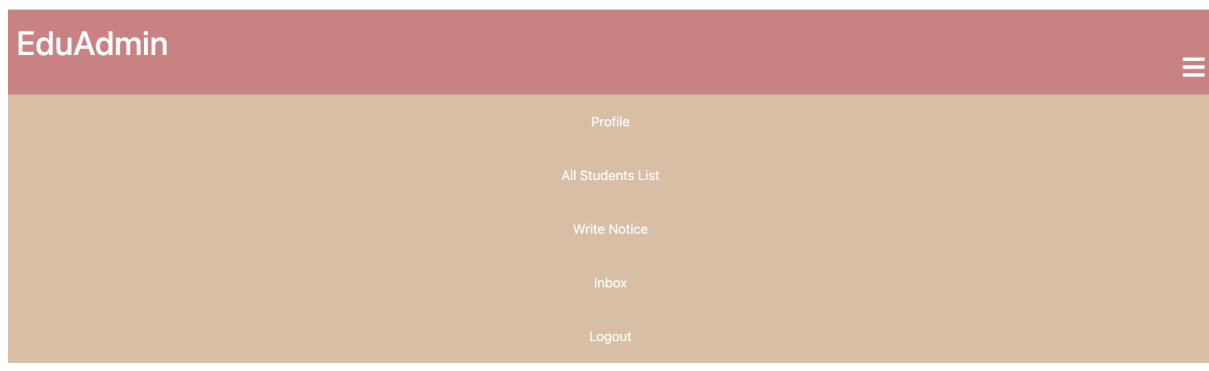 EduAdmin
Profile
All Students List
Write Notice
Inbox
Logout